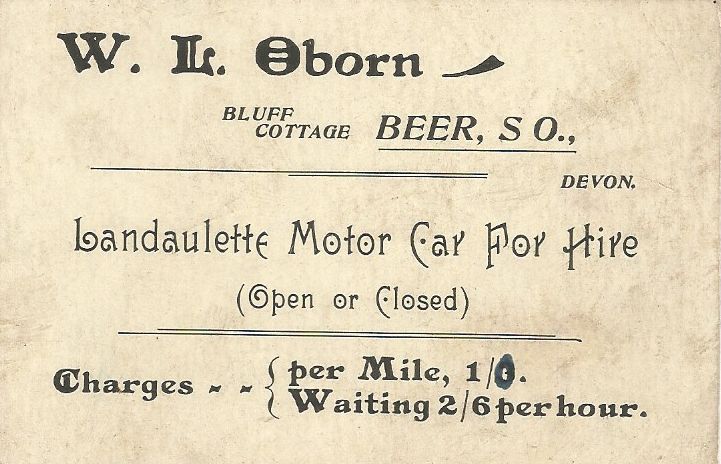 W. L. Oborn
BLUFF COTTAGE BEER, S O.,
DEVON.
Landaulette Motor Car For Hire
(Open or Closed)
Charges - - { per Mile, 1/0.
Waiting 2/6 per hour.